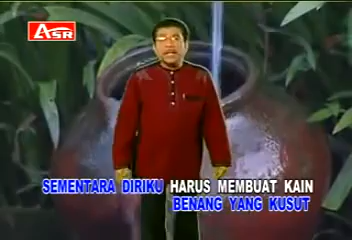 ASR
SEMENTARA DIRIKU HARUS MEMBUAT KAIN
BENANG YANG KUSUT